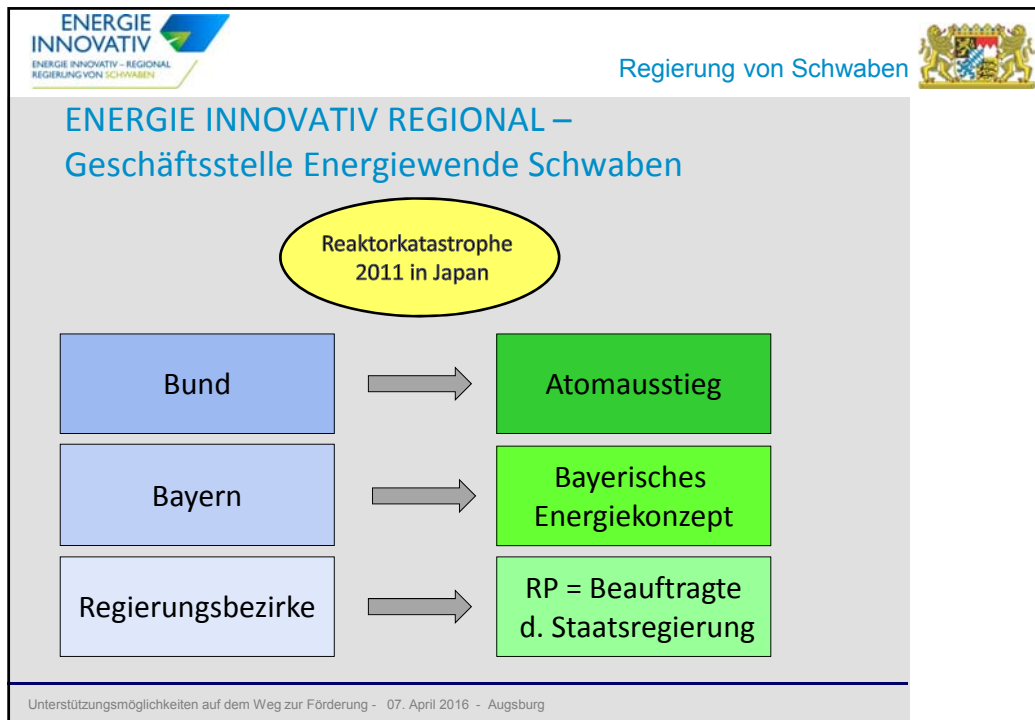 ENERGIE
INNOVATIV
ENERGIE INNOVATIV – REGIONAL
REGIERUNG VON SCHWABEN
Regierung von Schwaben
ENERGIE INNOVATIV REGIONAL –
Geschäftsstelle Energiewende Schwaben
Reaktorkatastrophe
2011 in Japan
Bund
Atomausstieg
Bayern
Bayerisches
Energiekonzept
Regierungsbezirke
RP = Beauftragte
d. Staatsregierung
Unterstützungsmöglichkeiten auf dem Weg zur Förderung - 07. April 2016 - Augsburg